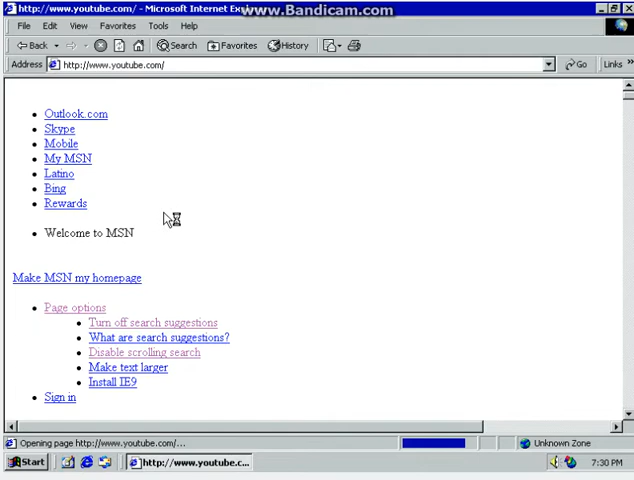 http://www.youtube.com/ - Microsoft Internet Ex
www.Bandicam.com
File Edit View Favorites Tools Help
Back Search Favorites History
Address http://www.youtube.com/ Go Links »
Outlook.com
Skype
Mobile
My MSN
Latino
Bing
Rewards
Welcome to MSN
Make MSN my homepage
Page options
Turn off search suggestions
What are search suggestions?
Disable scrolling search
Make text larger
Install IE9
Sign in
Opening page http://www.youtube.com/... Unknown Zone
Start http://www.youtube.c... 7:30 PM